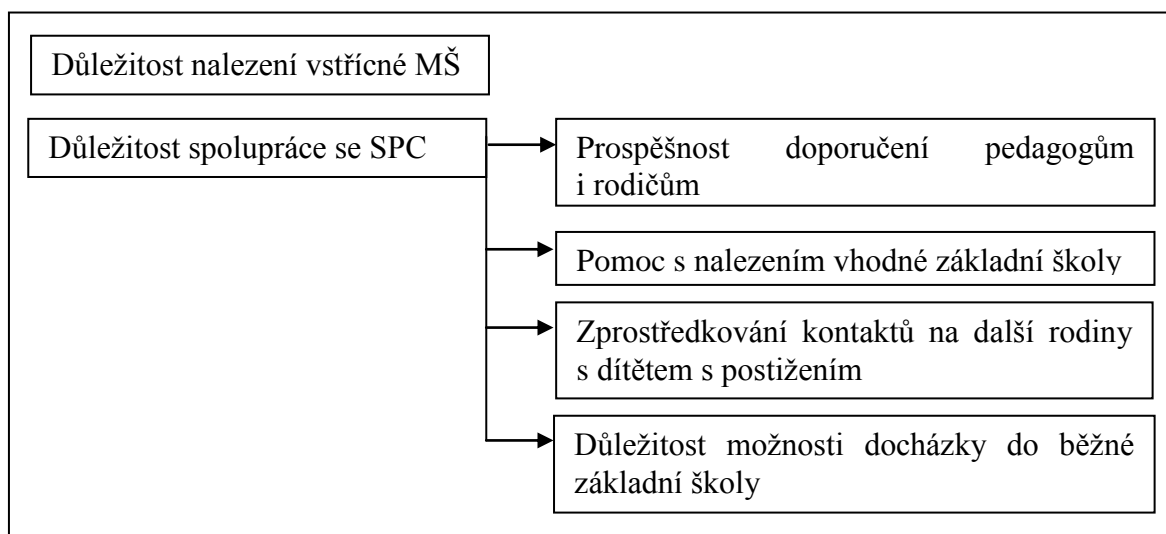 Důležitost nalezení vstřícné MŠ
Důležitost spolupráce se SPC
Prospěšnost doporučení pedagogům
i rodičům
Pomoc s nalezením vhodné základní školy
Zprostředkování kontaktů na další rodiny
s dítětem s postižením
Důležitost možnosti docházky do běžné
základní školy